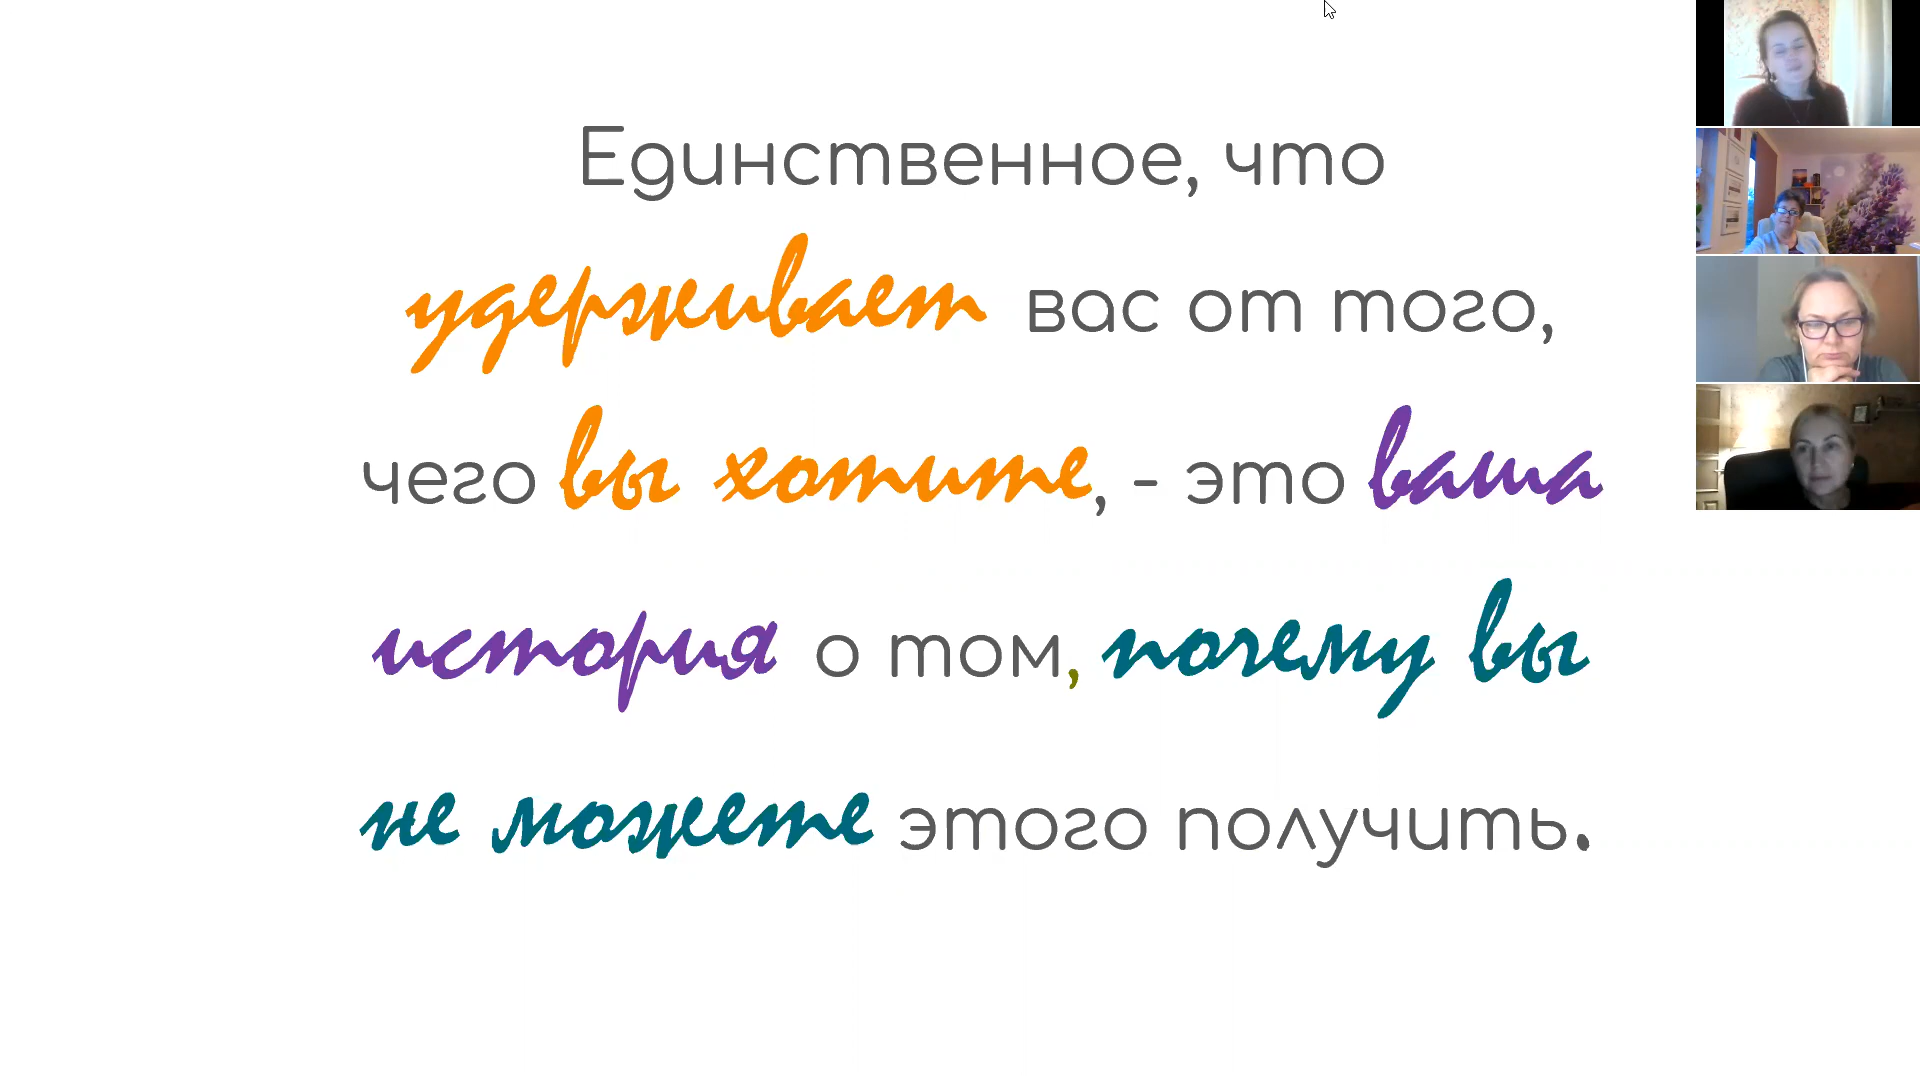 Единственное, что
удерживает вас от того,
чего вы хотите, - это ваша
история о том, почему вы
не можете этого получить.